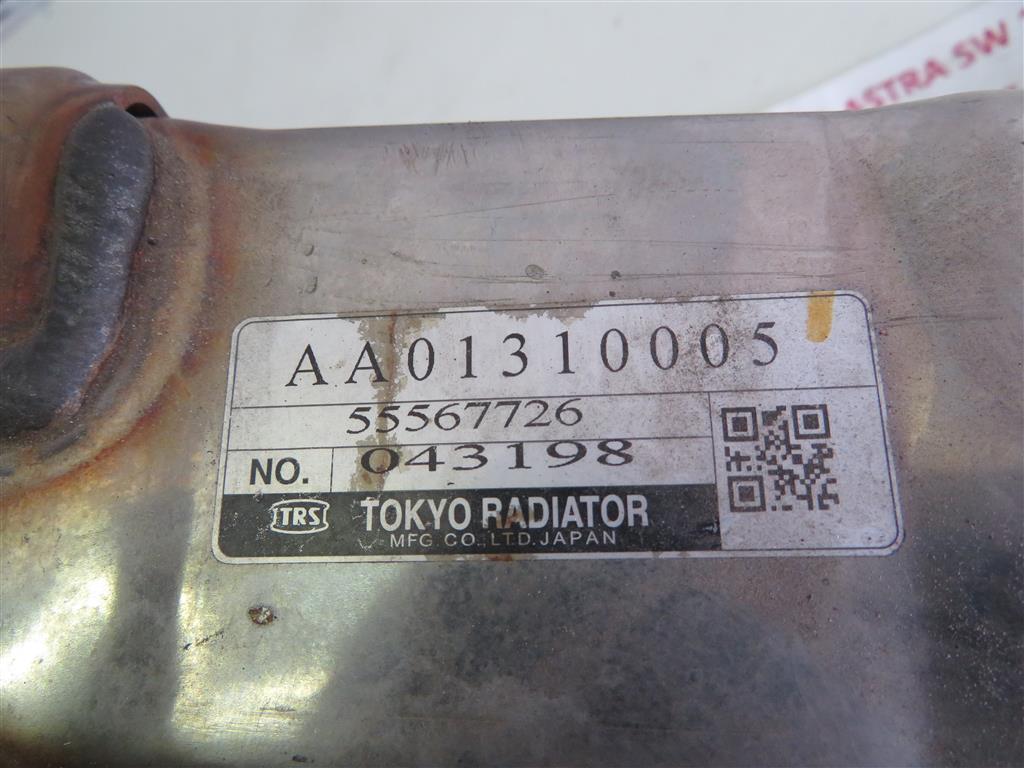 ASTRA SW
AA01310005
55567726
NO. 043198
TRS TOKYO RADIATOR
MFG CO., LTD. JAPAN